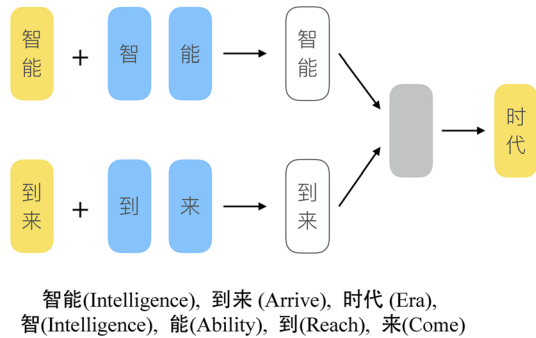 智能 + 智 能 → 智能
时代
到来 + 到 来 → 到来
智能(Intelligence), 到来 (Arrive), 时代 (Era),
智(Intelligence), 能(Ability), 到(Reach), 来(Come)